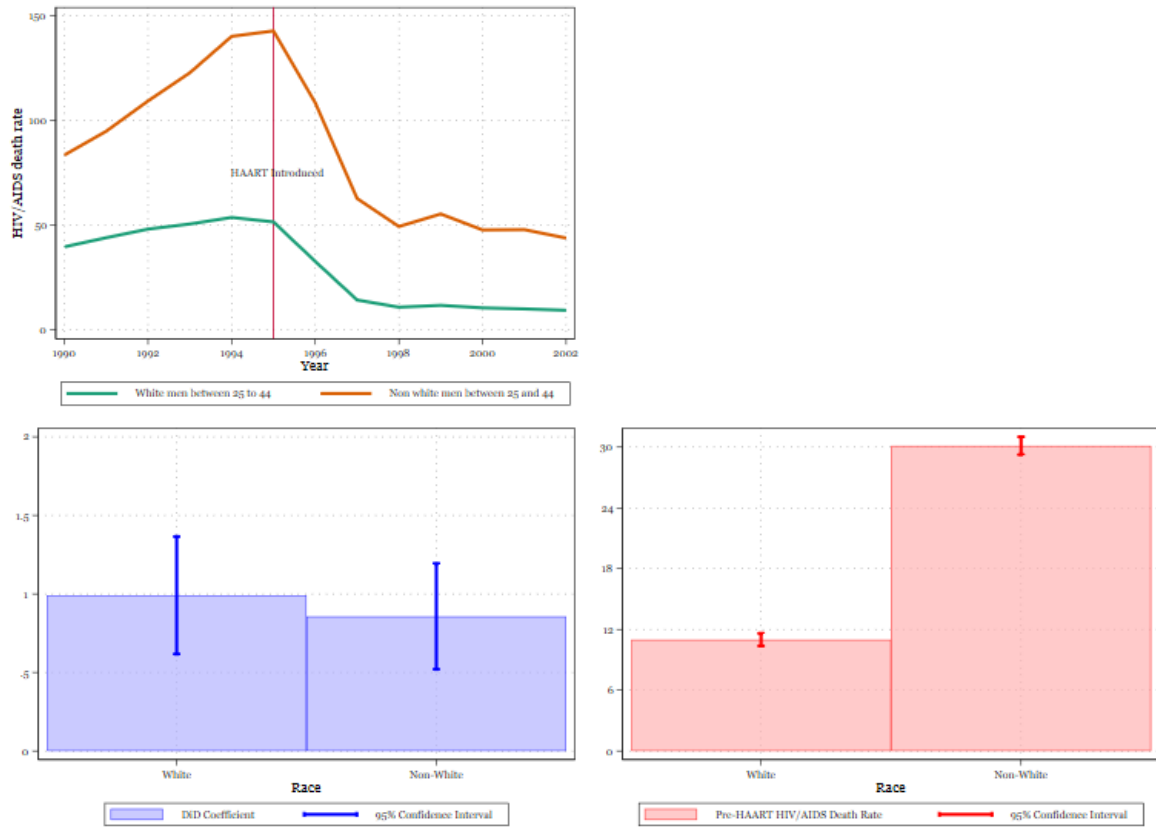 150
100
50
0
HIV/AIDS death rate
HAART Introduced
1990 1992 1994 1996 1998 2000 2002
Year
White men between 25 to 44 Non white men between 25 and 44
2
1.5
1
.5
0
White Non-White
Race
DiD Coefficient 95% Confidence Interval
30
24
18
12
6
0
White Non-White
Race
Pre-HAART HIV/AIDS Death Rate 95% Confidence Interval